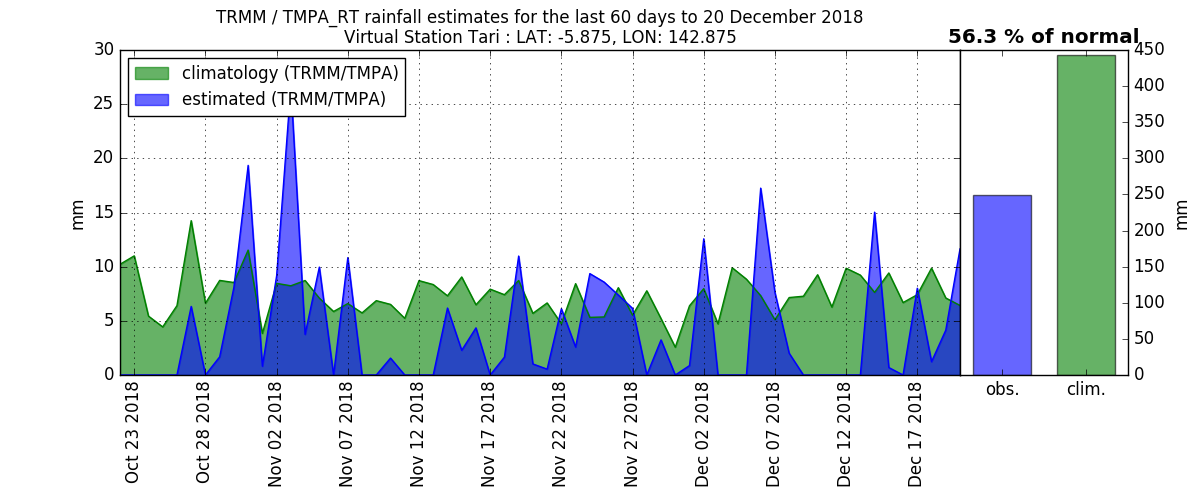 TRMM / TMPA_RT rainfall estimates for the last 60 days to 20 December 2018
Virtual Station Tari : LAT: -5.875, LON: 142.875
56.3 % of normal
climatology (TRMM/TMPA)
estimated (TRMM/TMPA)
mm
30
25
20
15
10
5
0
450
400
350
300
250
200
150
100
50
0
mm
Oct 23 2018
Oct 28 2018
Nov 02 2018
Nov 07 2018
Nov 12 2018
Nov 17 2018
Nov 22 2018
Nov 27 2018
Dec 02 2018
Dec 07 2018
Dec 12 2018
Dec 17 2018
obs.
clim.